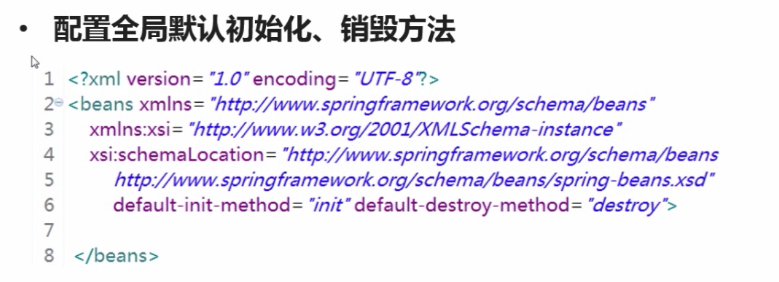 • 配置全局默认初始化、销毁方法
1 <?xml version="1.0" encoding="UTF-8"?>
2 <beans xmlns="http://www.springframework.org/schema/beans"
3 xmlns:xsi="http://www.w3.org/2001/XMLSchema-instance"
4 xsi:schemaLocation="http://www.springframework.org/schema/beans
5 http://www.springframework.org/schema/beans/spring-beans.xsd"
6 default-init-method="init" default-destroy-method="destroy">
7
8 </beans>